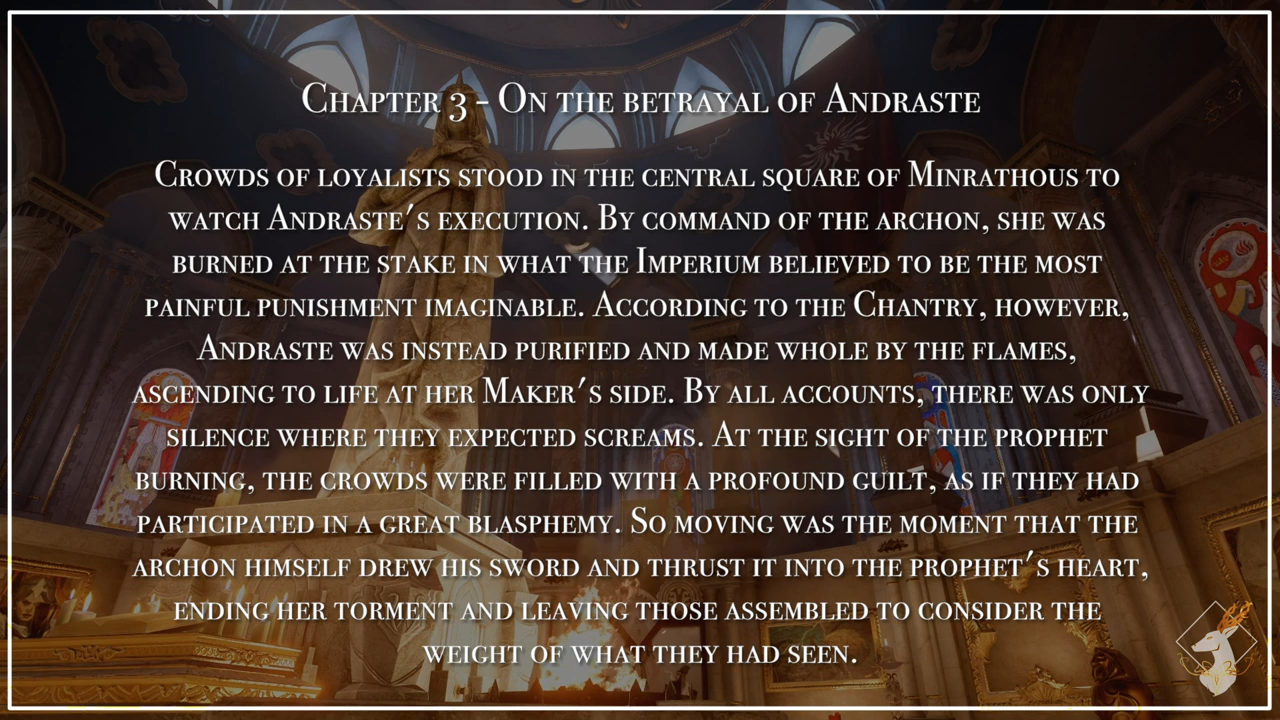 Chapter 3 - On the betrayal of Andraste
Crowds of loyalists stood in the central square of Minrathous to
watch Andraste's execution. By command of the archon, she was
burned at the stake in what the Imperium believed to be the most
painful punishment imaginable. According to the Chantry, however,
Andraste was instead purified and made whole by the flames,
ascending to life at her Maker's side. By all accounts, there was only
silence where they expected screams. At the sight of the prophet
burning, the crowds were filled with a profound guilt, as if they had
participated in a great blasphemy. So moving was the moment that the
archon himself drew his sword and thrust it into the prophet's heart,
ending her torment and leaving those assembled to consider the
weight of what they had seen.